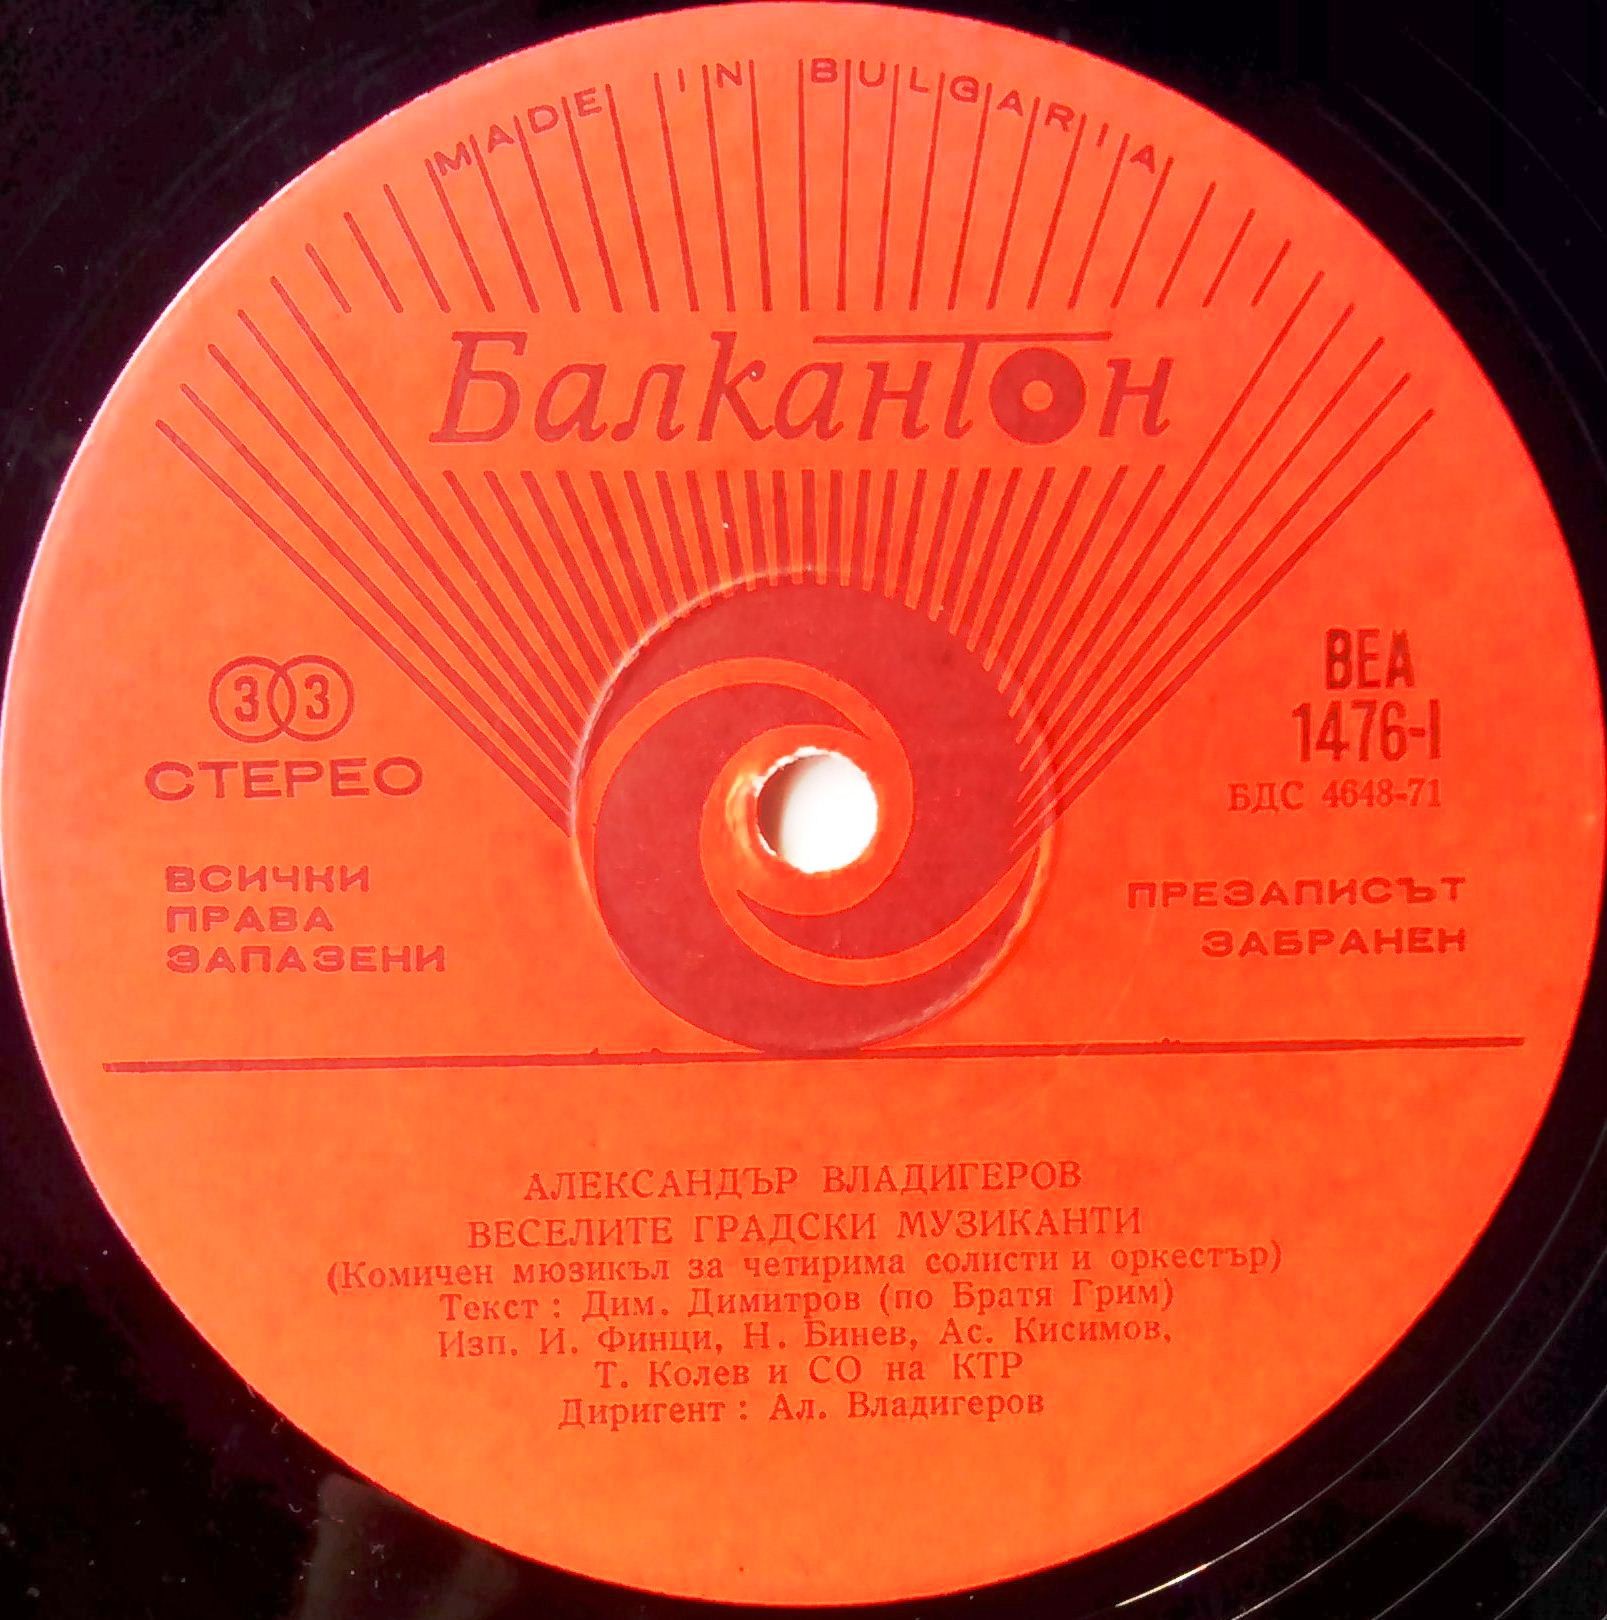 MADE IN BULGARIA
Балкантон
33
СТЕРЕО
ВЕА
1476-I
БДС 4648-71
ВСИЧКИ
ПРАВА
ЗАПАЗЕНИ
ПРЕЗАПИСЪТ
ЗАБРАНЕН
АЛЕКСАНДЪР ВЛАДИГЕРОВ
ВЕСЕЛИТЕ ГРАДСКИ МУЗИКАНТИ
(Комичен мюзикъл за четирима солисти и оркестър)
Текст : Дим. Димитров (по Братя Грим)
Изп. И. Финци, Н. Бинев, Ас. Кисимов,
Т. Колев и СО на КТР
Диригент : Ал. Владигеров